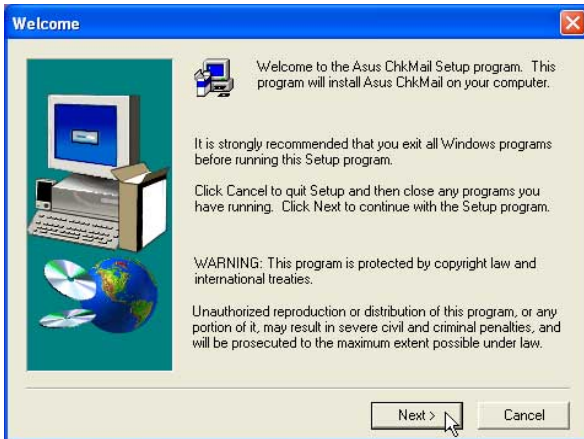 Welcome
Welcome to the Asus ChkMail Setup program. This
program will install Asus ChkMail on your computer.
It is strongly recommended that you exit all Windows programs
before running this Setup program.
Click Cancel to quit Setup and then close any programs you
have running. Click Next to continue with the Setup program.
WARNING: This program is protected by copyright law and
international treaties.
Unauthorized reproduction or distribution of this program, or any
portion of it, may result in severe civil and criminal penalties, and
will be prosecuted to the maximum extent possible under law.
Next >
Cancel